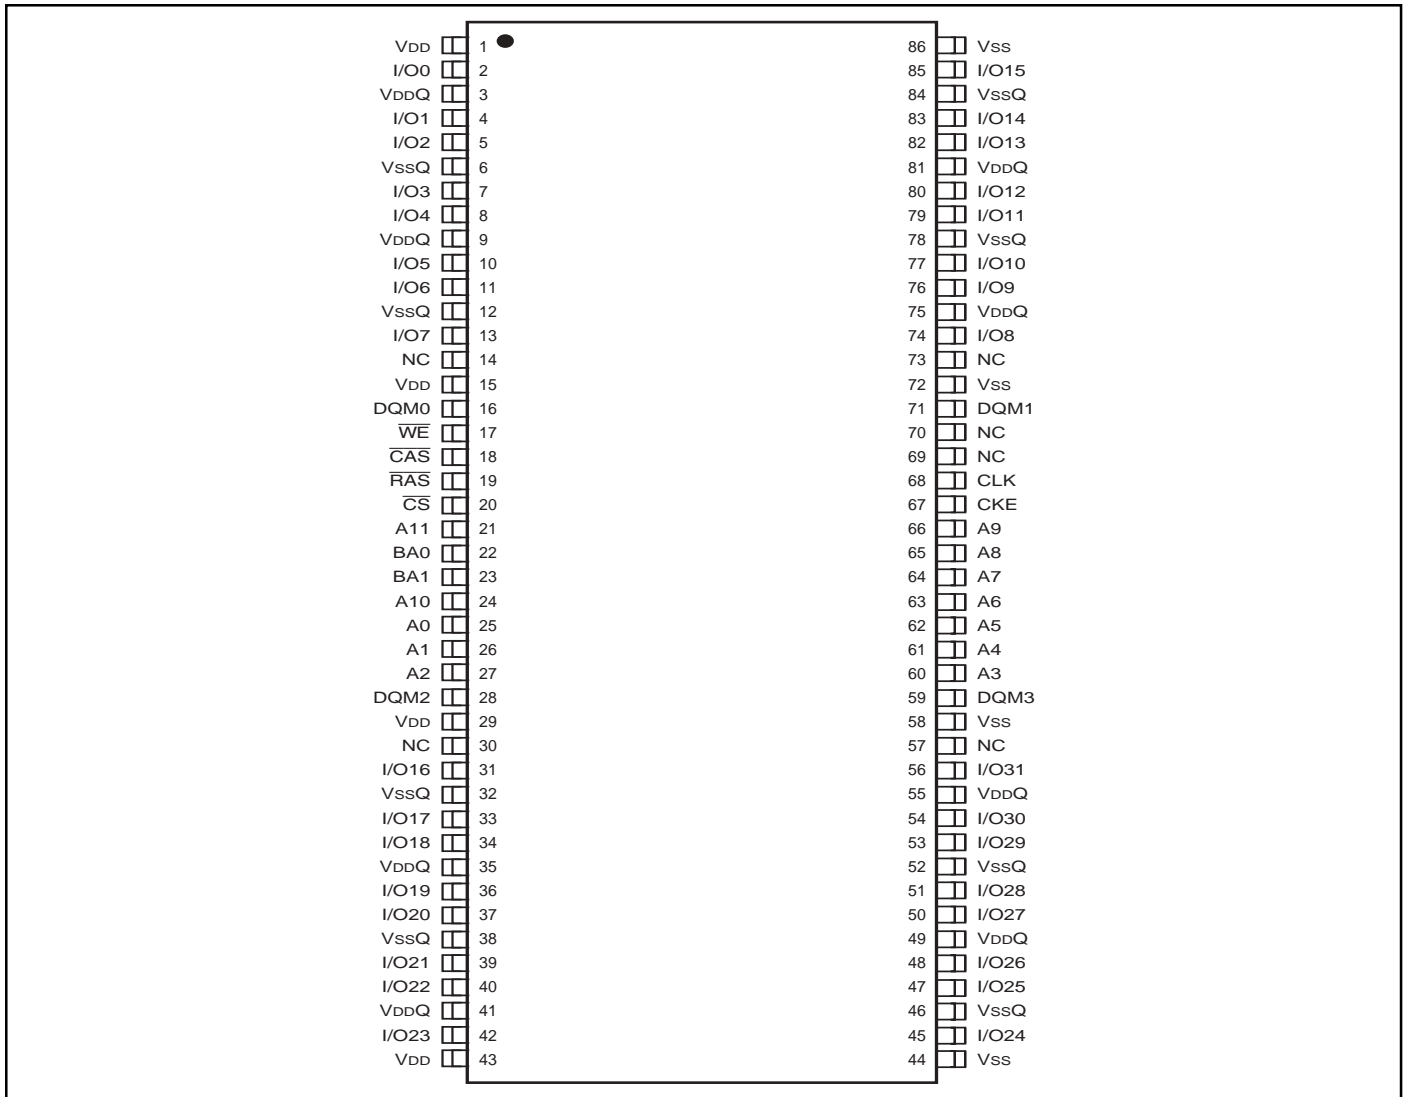 VDD 1 86 Vss
I/O0 2 85 I/O15
VDDQ 3 84 VssQ
I/O1 4 83 I/O14
I/O2 5 82 I/O13
VssQ 6 81 VDDQ
I/O3 7 80 I/O12
I/O4 8 79 I/O11
VDDQ 9 78 VssQ
I/O5 10 77 I/O10
I/O6 11 76 I/O9
VssQ 12 75 VDDQ
I/O7 13 74 I/O8
NC 14 73 NC
VDD 15 72 Vss
DQM0 16 71 DQM1
WE 17 70 NC
CAS 18 69 NC
RAS 19 68 CLK
CS 20 67 CKE
A11 21 66 A9
BA0 22 65 A8
BA1 23 64 A7
A10 24 63 A6
A0 25 62 A5
A1 26 61 A4
A2 27 60 A3
DQM2 28 59 DQM3
VDD 29 58 Vss
NC 30 57 NC
I/O16 31 56 I/O31
VssQ 32 55 VDDQ
I/O17 33 54 I/O30
I/O18 34 53 I/O29
VDDQ 35 52 VssQ
I/O19 36 51 I/O28
I/O20 37 50 I/O27
VssQ 38 49 VDDQ
I/O21 39 48 I/O26
I/O22 40 47 I/O25
VDDQ 41 46 VssQ
I/O23 42 45 I/O24
VDD 43 44 Vss